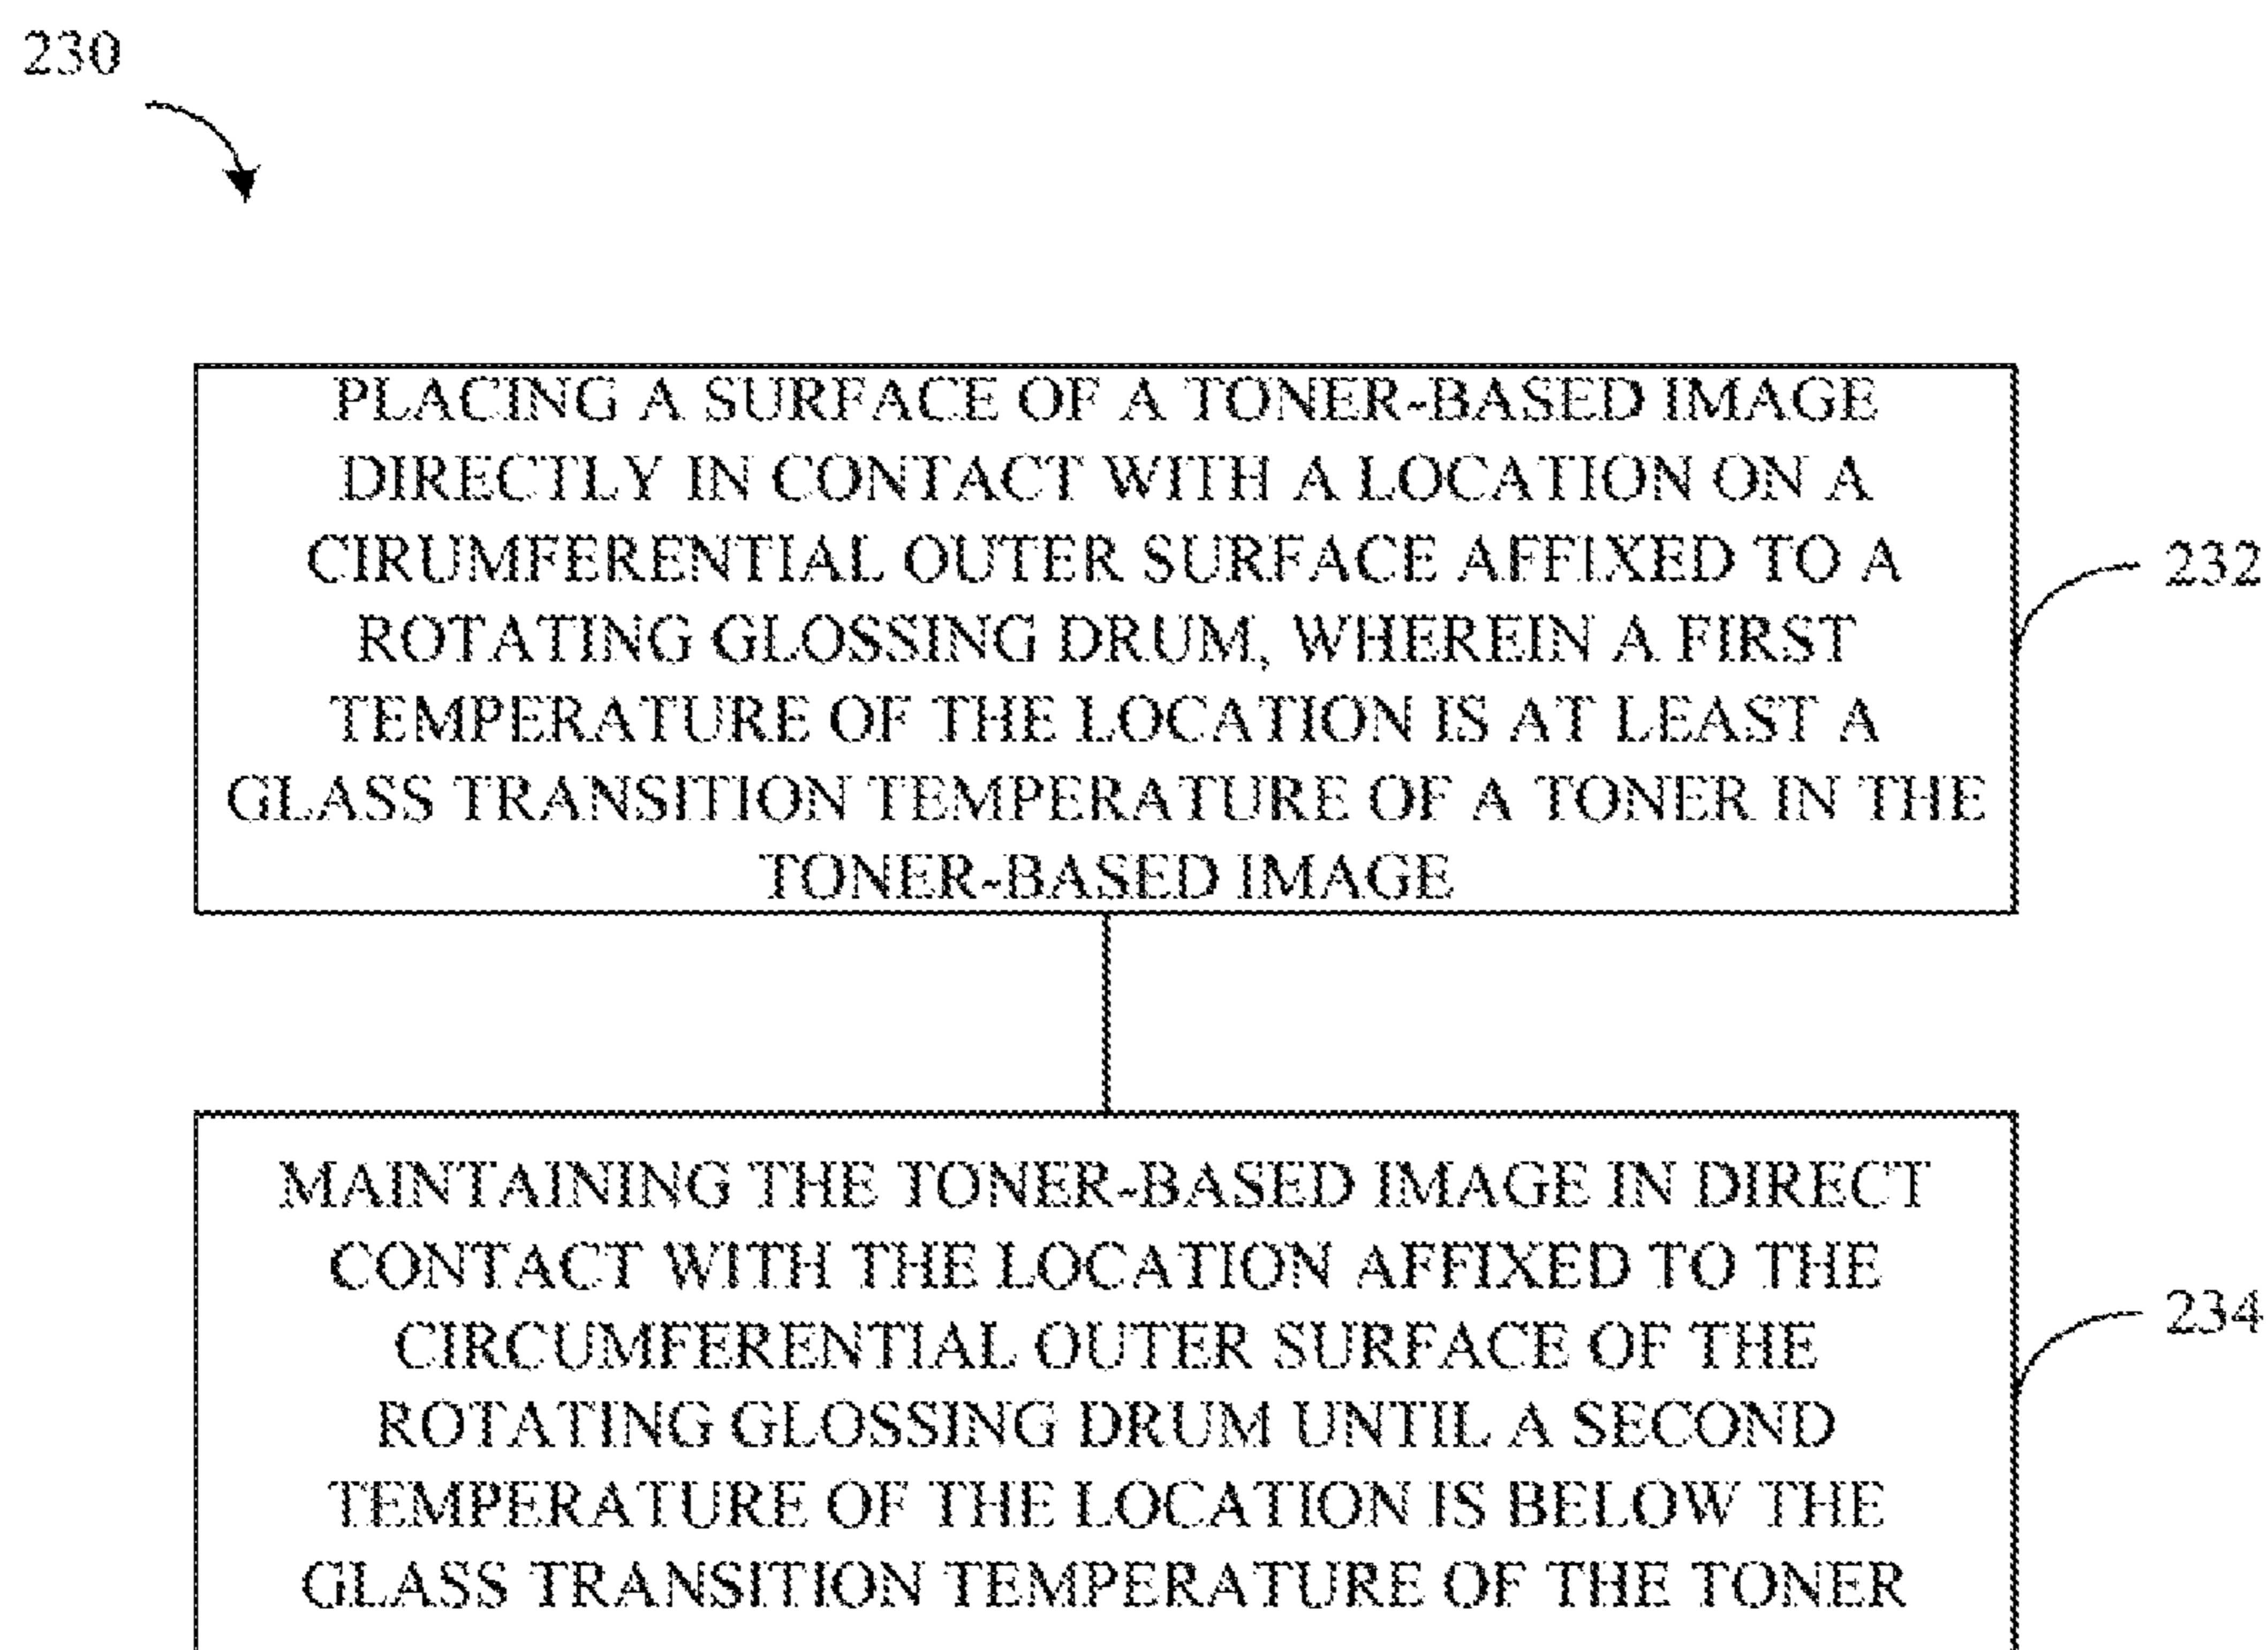 230
PLACING A SURFACE OF A TONER-BASED IMAGE
DIRECTLY IN CONTACT WITH A LOCATION ON A
CIRUMFERENTIAL OUTER SURFACE AFFIXED TO A
ROTATING GLOSSING DRUM, WHEREIN A FIRST
TEMPERATURE OF THE LOCATION IS AT LEAST A
GLASS TRANSITION TEMPERATURE OF A TONER IN THE
TONER-BASED IMAGE
232
MAINTAINING THE TONER-BASED IMAGE IN DIRECT
CONTACT WITH THE LOCATION AFFIXED TO THE
CIRCUMFERENTIAL OUTER SURFACE OF THE
ROTATING GLOSSING DRUM UNTIL A SECOND
TEMPERATURE OF THE LOCATION IS BELOW THE
GLASS TRANSITION TEMPERATURE OF THE TONER
234